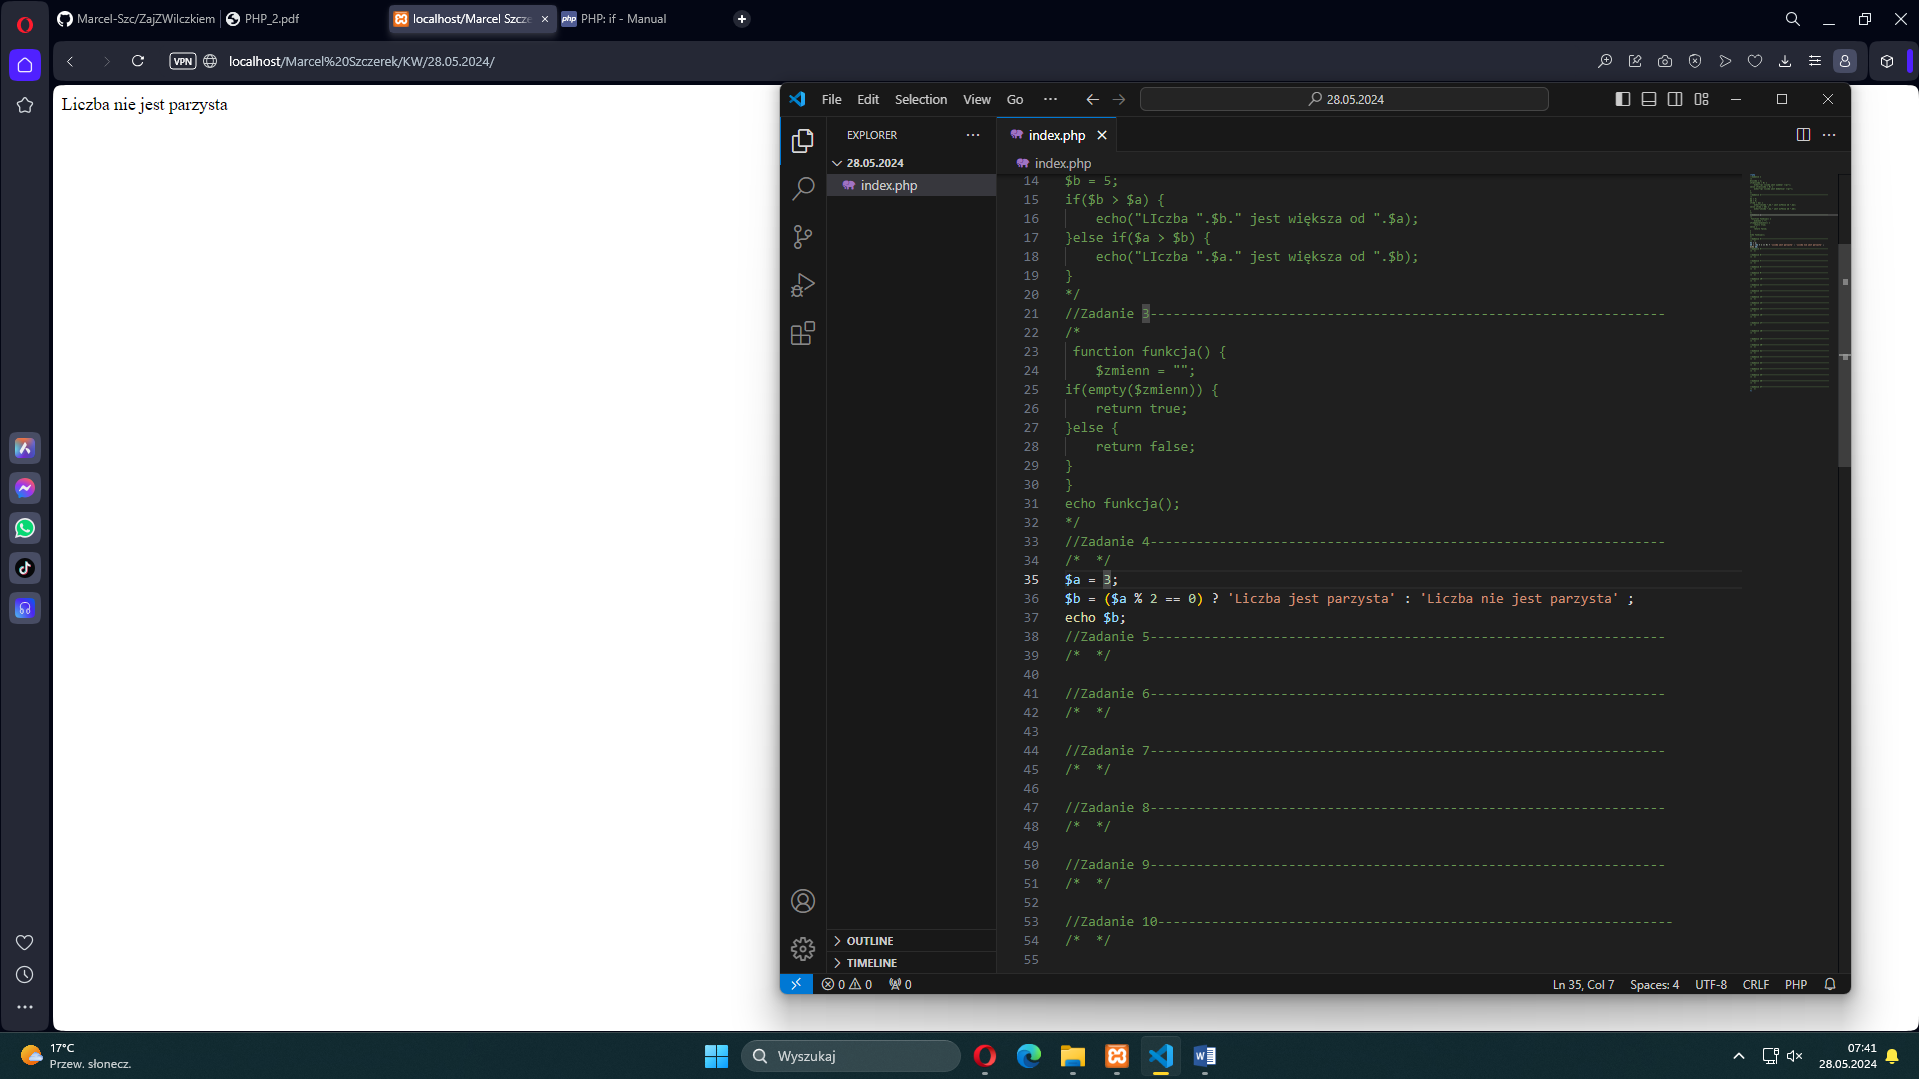 Marcel-Szc/ZajZWilczkiem
PHP_2.pdf
localhost/Marcel Szcze
PHP: if - Manual
VPN
localhost/Marcel%20Szczerek/KW/28.05.2024/
Liczba nie jest parzysta
File Edit Selection View Go
28.05.2024
EXPLORER
28.05.2024
index.php
OUTLINE
TIMELINE
index.php
index.php
14 $b = 5;
15 if($b > $a) {
16 echo("LIczba ".$b." jest większa od ".$a);
17 }else if($a > $b) {
18 echo("LIczba ".$a." jest większa od ".$b);
19 }
20 */
21 //Zadanie 3-------------------------------------------------------------------
22 /*
23 function funkcja() {
24 $zmienn = "";
25 if(empty($zmienn)) {
26 return true;
27 }else {
28 return false;
29 }
30 }
31 echo funkcja();
32 */
33 //Zadanie 4-------------------------------------------------------------------
34 /*  */
35 $a = 3;
36 $b = ($a % 2 == 0) ? 'Liczba jest parzysta' : 'Liczba nie jest parzysta' ;
37 echo $b;
38 //Zadanie 5-------------------------------------------------------------------
39 /*  */
40
41 //Zadanie 6-------------------------------------------------------------------
42 /*  */
43
44 //Zadanie 7-------------------------------------------------------------------
45 /*  */
46
47 //Zadanie 8-------------------------------------------------------------------
48 /*  */
49
50 //Zadanie 9-------------------------------------------------------------------
51 /*  */
52
53 //Zadanie 10-------------------------------------------------------------------
54 /*  */
55
0 0 0
Ln 35, Col 7 Spaces: 4 UTF-8 CRLF PHP
17°C
Przew. słonecz.
Wyszukaj
07:41
28.05.2024